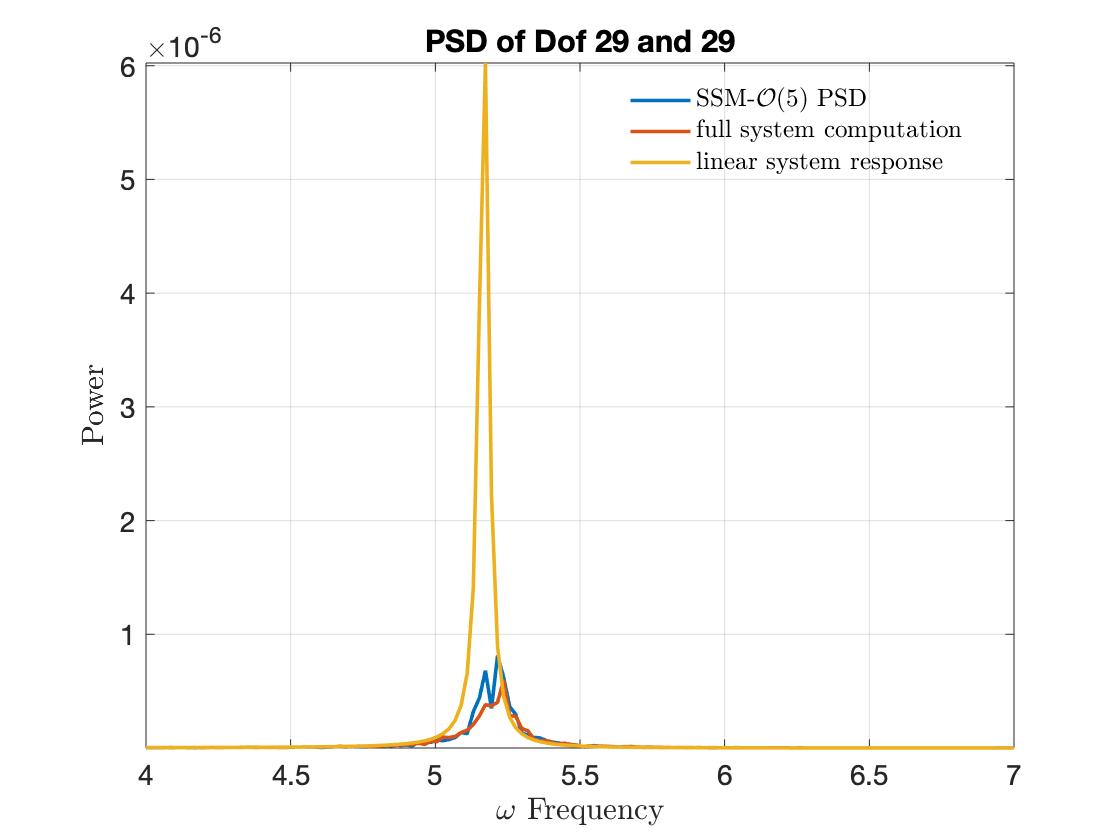 PSD of Dof 29 and 29
×10⁻⁶
6
5
4
3
2
1
Power
SSM-𝒪(5) PSD
full system computation
linear system response
4 4.5 5 5.5 6 6.5 7
ω Frequency